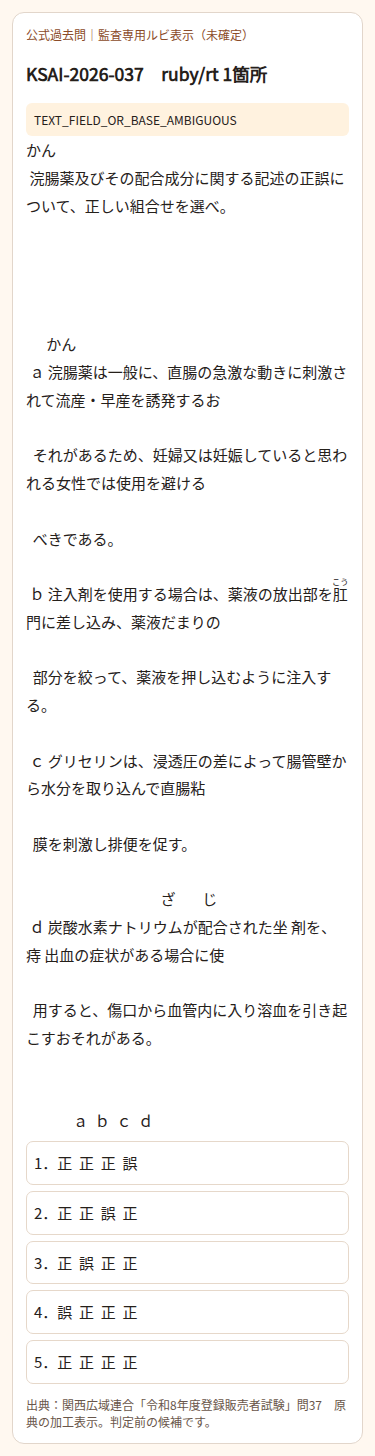 公式過去問｜監査専用ルビ表示（未確定）
KSAI-2026-037　ruby/rt 1箇所
TEXT_FIELD_OR_BASE_AMBIGUOUS
かん
浣腸薬及びその配合成分に関する記述の正誤に
ついて、正しい組合せを選べ。
かん
a 浣腸薬は一般に、直腸の急激な動きに刺激さ
れて流産・早産を誘発するお
それがあるため、妊婦又は妊娠していると思わ
れる女性では使用を避ける
べきである。
こう
b 注入剤を使用する場合は、薬液の放出部を肛
門に差し込み、薬液だまりの
部分を絞って、薬液を押し込むように注入す
る。
c グリセリンは、浸透圧の差によって腸管壁か
ら水分を取り込んで直腸粘
膜を刺激し排便を促す。
ざ　じ
d 炭酸水素ナトリウムが配合された坐 剤を、
痔 出血の症状がある場合に使
用すると、傷口から血管内に入り溶血を引き起
こすおそれがある。
a b c d
1. 正 正 正 誤
2. 正 正 誤 正
3. 正 誤 正 正
4. 誤 正 正 正
5. 正 正 正 正
出典：関西広域連合「令和8年度登録販売者試験」問37　原
典の加工表示。判定前の候補です。